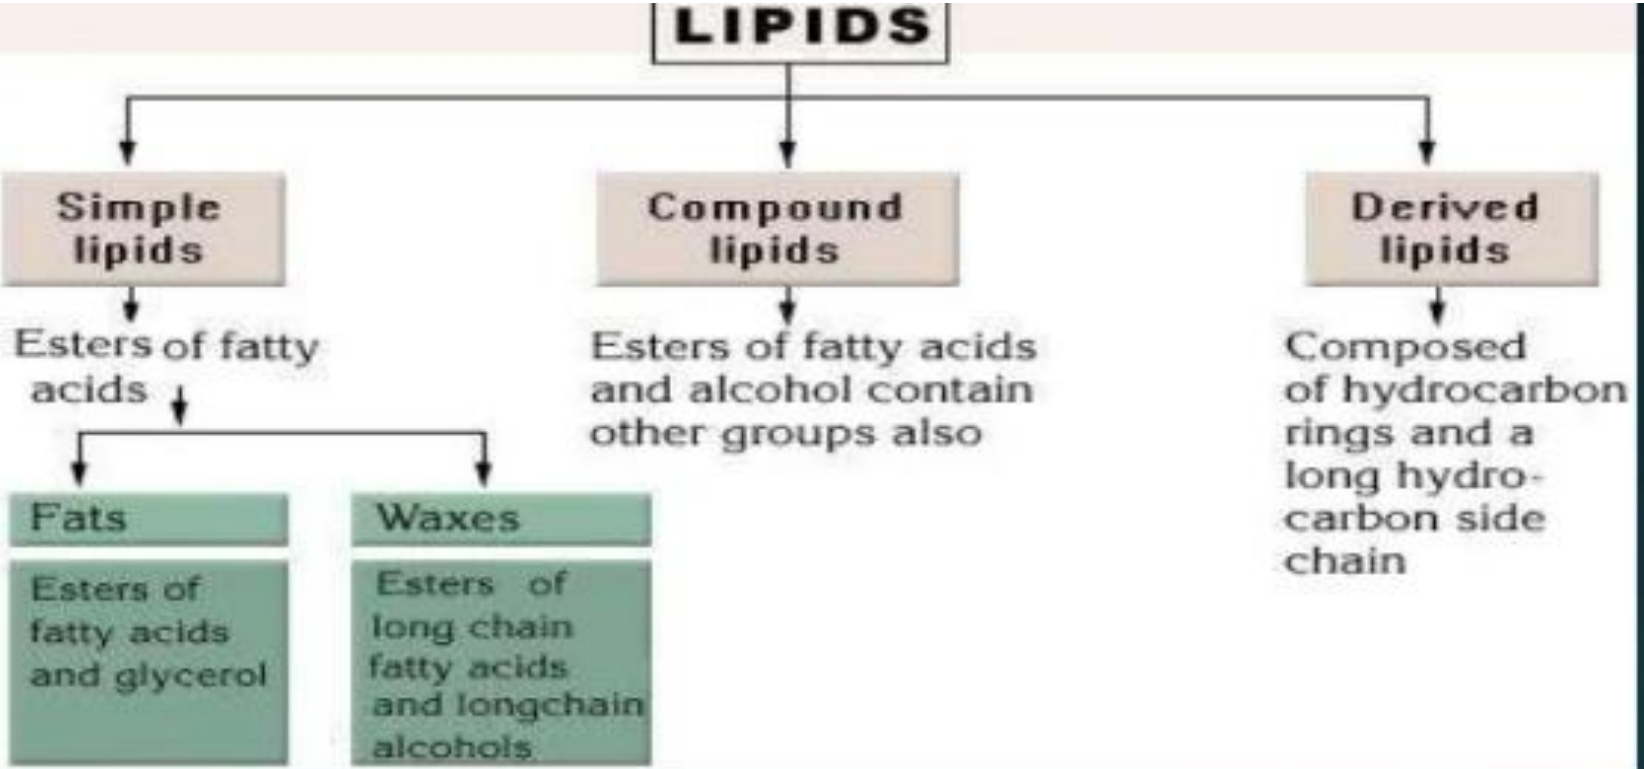 LIPIDS
Simple
lipids
Esters of fatty
acids
Fats
Esters of
fatty acids
and glycerol
Waxes
Esters of
long chain
fatty acids
and longchain
alcohols
Compound
lipids
Esters of fatty acids
and alcohol contain
other groups also
Derived
lipids
Composed
of hydrocarbon
rings and a
long hydro-
carbon side
chain